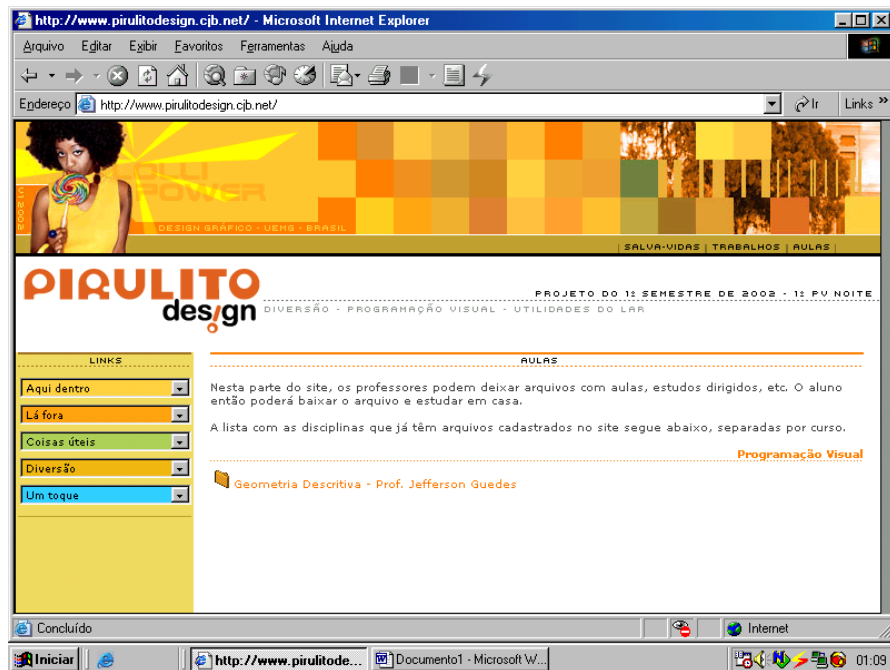 http://www.pirulitodesign.cjb.net/ - Microsoft Internet Explorer
Arquivo Editar Exibir Favoritos Ferramentas Ajuda
Endereço http://www.pirulitodesign.cjb.net/ Ir Links »
LOLLI
POWER
DESIGN GRÁFICO - UEMG - BRASIL
| SALVA-VIDAS | TRABALHOS | AULAS |
PIRULITO
design
PROJETO DO 1º SEMESTRE DE 2002 - 1º PV NOITE
DIVERSÃO - PROGRAMAÇÃO VISUAL - UTILIDADES DO LAR
LINKS
Aqui dentro
Lá fora
Coisas úteis
Diversão
Um toque
AULAS
Nesta parte do site, os professores podem deixar arquivos com aulas, estudos dirigidos, etc. O aluno
então poderá baixar o arquivo e estudar em casa.
A lista com as disciplinas que já têm arquivos cadastrados no site segue abaixo, separadas por curso.
Programação Visual
Geometria Descritiva - Prof. Jefferson Guedes
Concluído Internet
Iniciar http://www.pirulitode... Documento1 - Microsoft W... 01:09